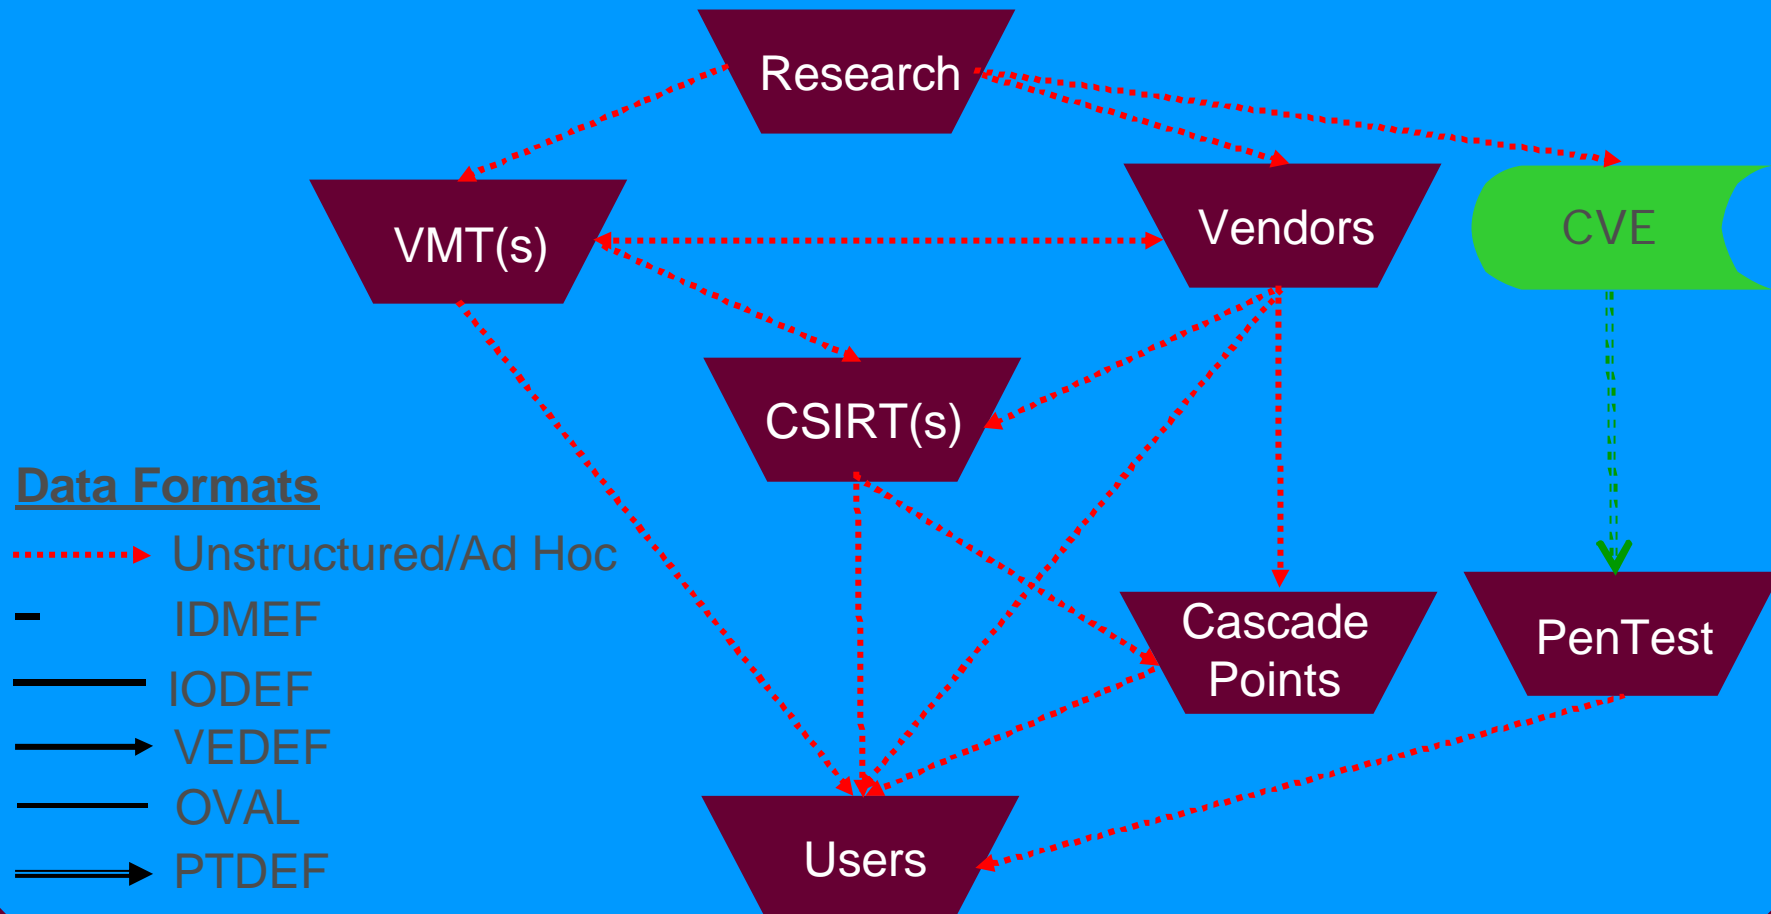 Research
VMT(s)
Vendors
CVE
CSIRT(s)
Data Formats
Unstructured/Ad Hoc
IDMEF
IODEF
VEDEF
OVAL
PTDEF
Cascade
Points
PenTest
Users